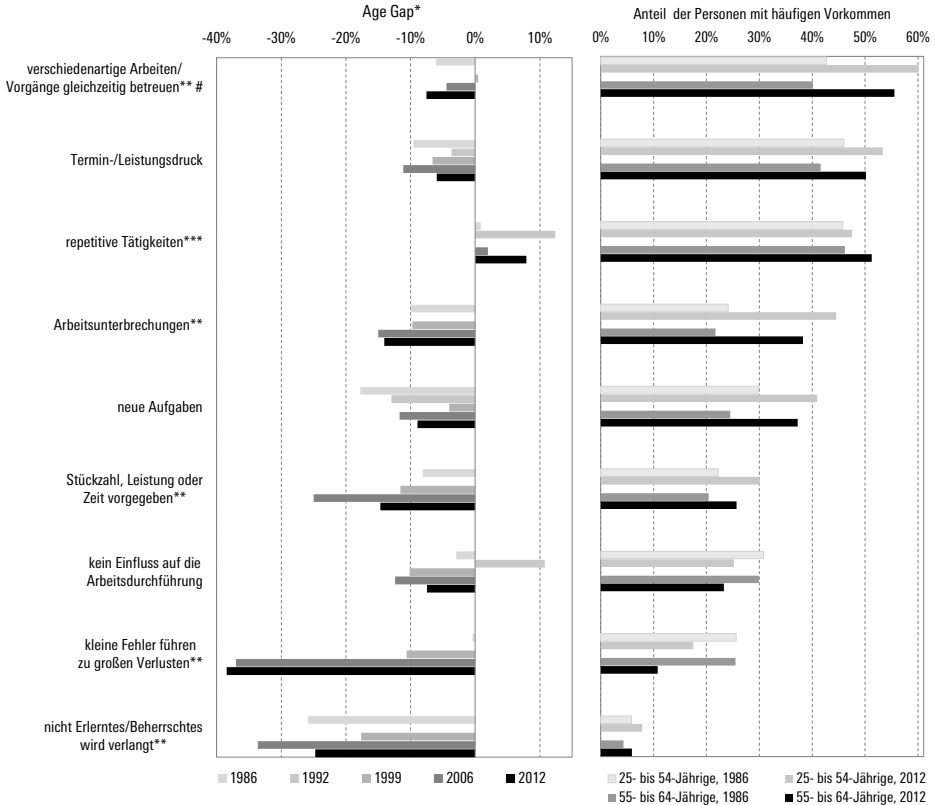 Age Gap*
Anteil der Personen mit häufigen Vorkommen
-40% -30% -20% -10% 0% 10%
0% 10% 20% 30% 40% 50% 60%
verschiedenartige Arbeiten/
Vorgänge gleichzeitig betreuen** #
Termin-/Leistungsdruck
repetitive Tätigkeiten***
Arbeitsunterbrechungen**
neue Aufgaben
Stückzahl, Leistung oder
Zeit vorgegeben**
kein Einfluss auf die
Arbeitsdurchführung
kleine Fehler führen
zu großen Verlusten**
nicht Erlerntes/Beherrschtes
wird verlangt**
1986 1992 1999 2006 2012
25- bis 54-Jährige, 1986 25- bis 54-Jährige, 2012
55- bis 64-Jährige, 1986 55- bis 64-Jährige, 2012